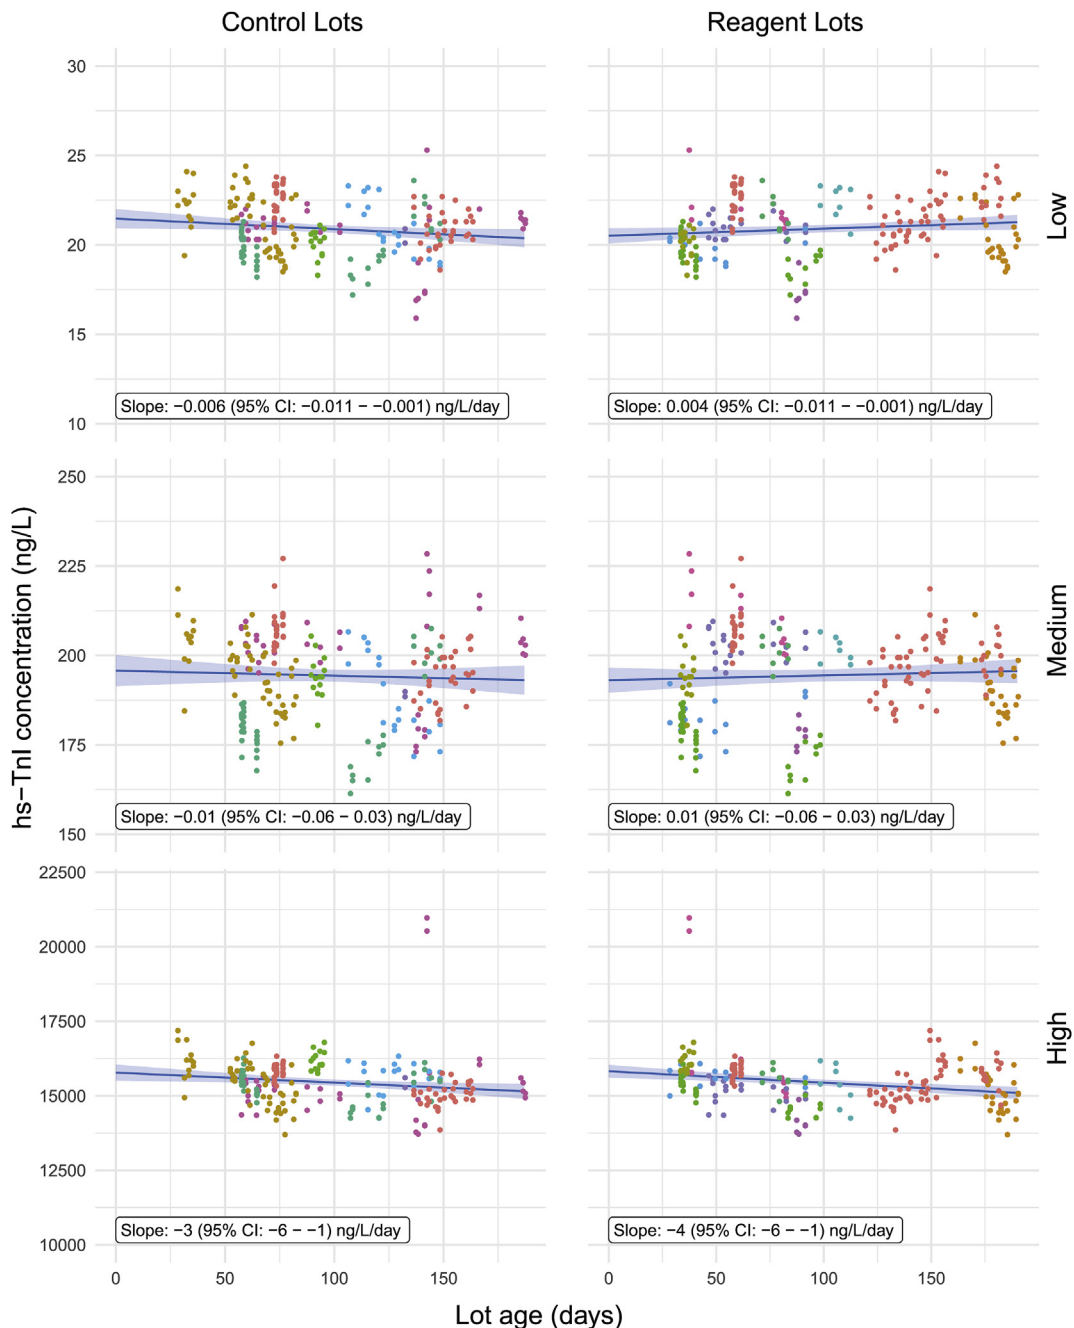 Control Lots
Reagent Lots
30
25
20
15
10
Slope: −0.006 (95% CI: −0.011 − −0.001) ng/L/day
Slope: 0.004 (95% CI: −0.011 − −0.001) ng/L/day
Low
250
225
200
175
150
Slope: −0.01 (95% CI: −0.06 − 0.03) ng/L/day
Slope: 0.01 (95% CI: −0.06 − 0.03) ng/L/day
Medium
hs−TnI concentration (ng/L)
22500
20000
17500
15000
12500
10000
Slope: −3 (95% CI: −6 − −1) ng/L/day
Slope: −4 (95% CI: −6 − −1) ng/L/day
High
0 50 100 150
0 50 100 150
Lot age (days)